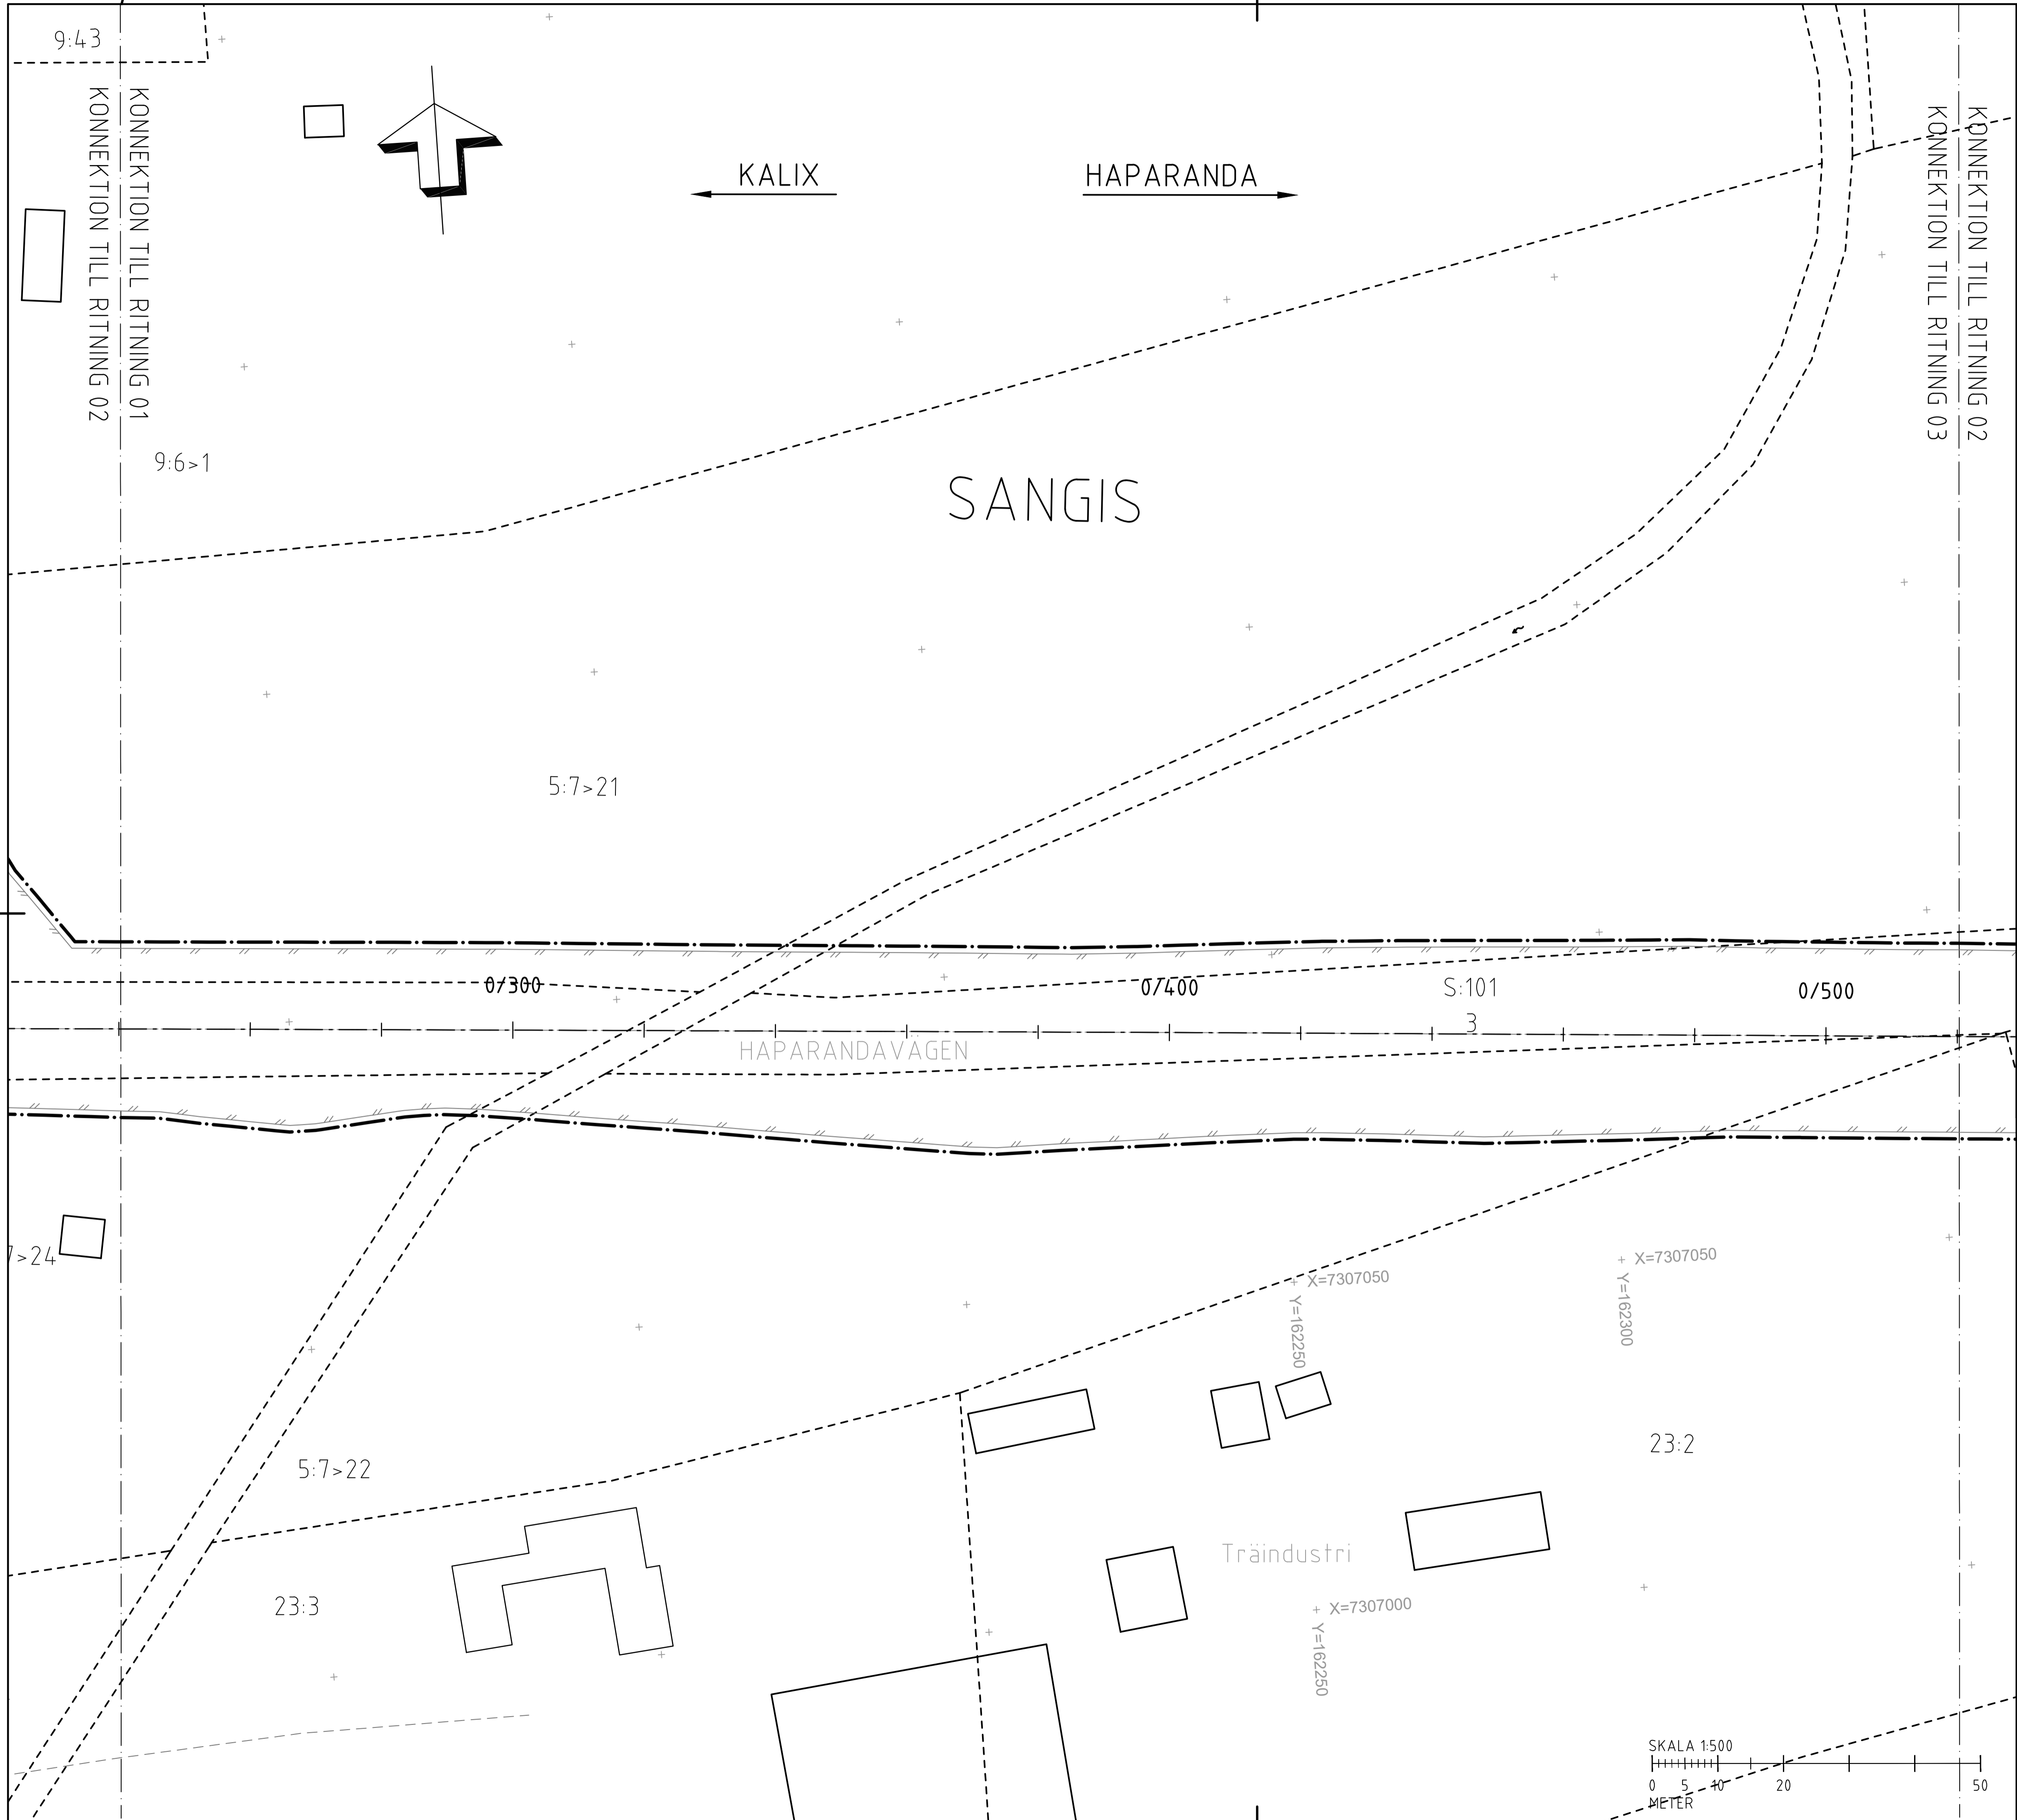 9:43
KONNEKTION TILL RITNING 02
KONNEKTION TILL RITNING 01
KALIX
HAPARANDA
KONNEKTION TILL RITNING 03
KONNEKTION TILL RITNING 02
9:6>1
SANGIS
5:7>21
0/300
0/400
S:101
0/500
3
HAPARANDAVÄGEN
7>24
X=7307050
Y=162250
X=7307050
Y=162300
23:2
5:7>22
Träindustri
23:3
X=7307000
Y=162250
SKALA 1:500
0 5 10 20 50
METER